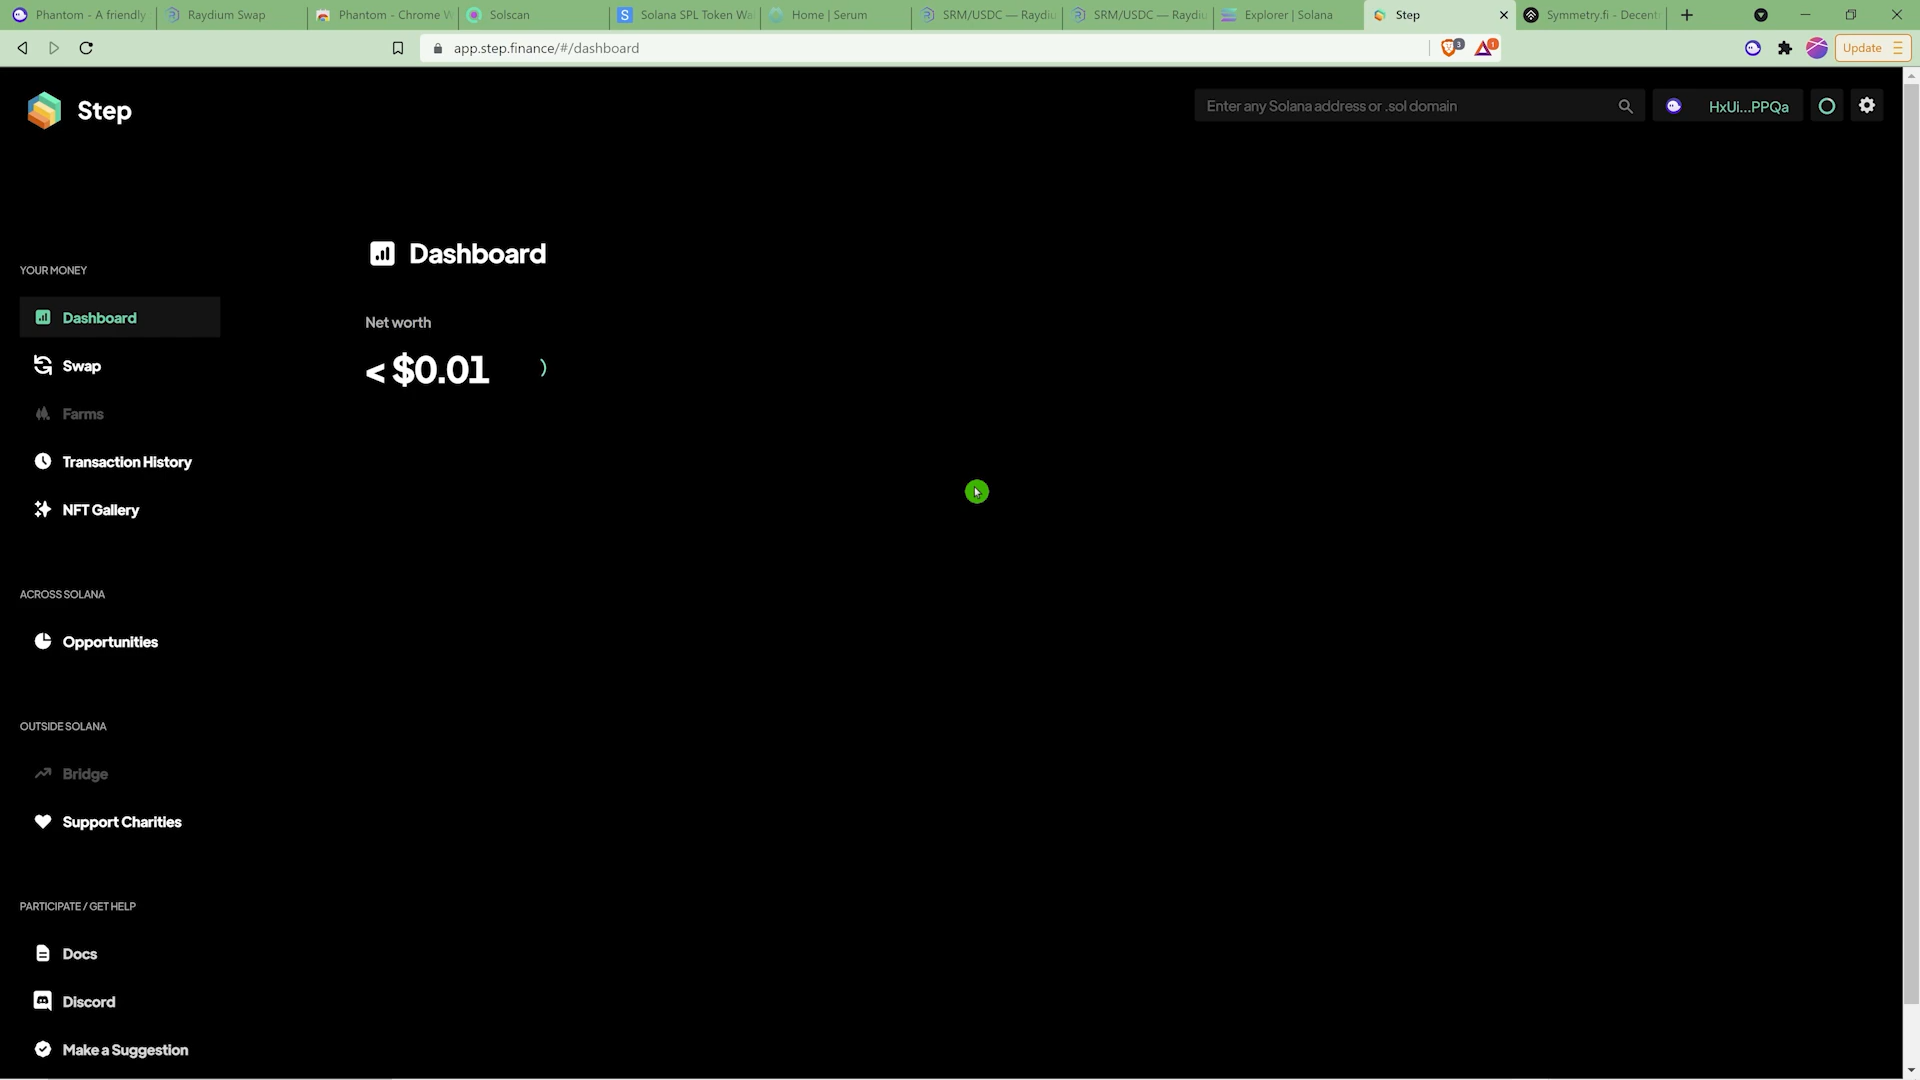 Phantom - A friendly
Raydium Swap
Phantom - Chrome W
Solscan
Solana SPL Token Wa
Home | Serum
SRM/USDC — Raydiu
SRM/USDC — Raydiu
Explorer | Solana
Step
Symmetry.fi - Decent
app.step.finance/#/dashboard
3
1
Update
Step
Enter any Solana address or .sol domain
HxUi...PPQa
Dashboard
YOUR MONEY
Dashboard
Net worth
< $0.01
Swap
Farms
Transaction History
NFT Gallery
ACROSS SOLANA
Opportunities
OUTSIDE SOLANA
Bridge
Support Charities
PARTICIPATE / GET HELP
Docs
Discord
Make a Suggestion